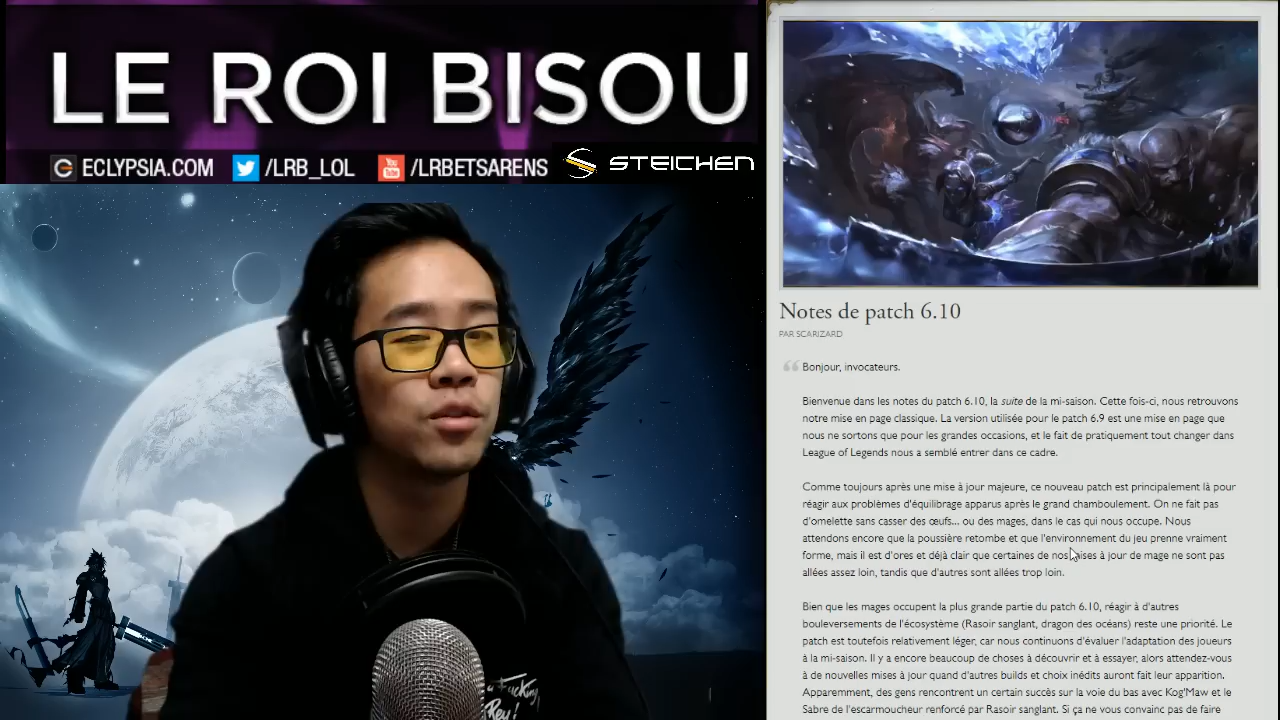 LE ROI BISOU
ECLYPSIA.COM /LRB_LOL /LRBETSARENS STEICHEN
Notes de patch 6.10
PAR SCARIZARD
Bonjour, invocateurs.
Bienvenue dans les notes du patch 6.10, la suite de la mi-saison. Cette fois-ci, nous retrouvons
notre mise en page classique. La version utilisée pour le patch 6.9 est une mise en page que
nous ne sortons que pour les grandes occasions, et le fait de pratiquement tout changer dans
League of Legends nous a semblé entrer dans ce cadre.
Comme toujours après une mise à jour majeure, ce nouveau patch est principalement là pour
réagir aux problèmes d'équilibrage apparus après le grand chamboulement. On ne fait pas
d'omelette sans casser des œufs... ou des mages, dans le cas qui nous occupe. Nous
attendons encore que la poussière retombe et que l'environnement du jeu prenne vraiment
forme, mais il est d'ores et déjà clair que certaines de nos mises à jour de mage ne sont pas
allées assez loin, tandis que d'autres sont allées trop loin.
Bien que les mages occupent la plus grande partie du patch 6.10, réagir à d'autres
bouleversements de l'écosystème (Rasoir sanglant, dragon des océans) reste une priorité. Le
patch est toutefois relativement léger, car nous continuons d'évaluer l'adaptation des joueurs
à la mi-saison. Il y a encore beaucoup de choses à découvrir et à essayer, alors attendez-vous
à de nouvelles mises à jour quand d'autres builds et choix inédits auront fait leur apparition.
Apparemment, des gens rencontrent un certain succès sur la voie du bas avec Kog'Maw et le
Sabre de l'escarmoucheur renforcé par Rasoir sanglant. Si ça ne vous convainc pas de faire
a Fucking
Rey!